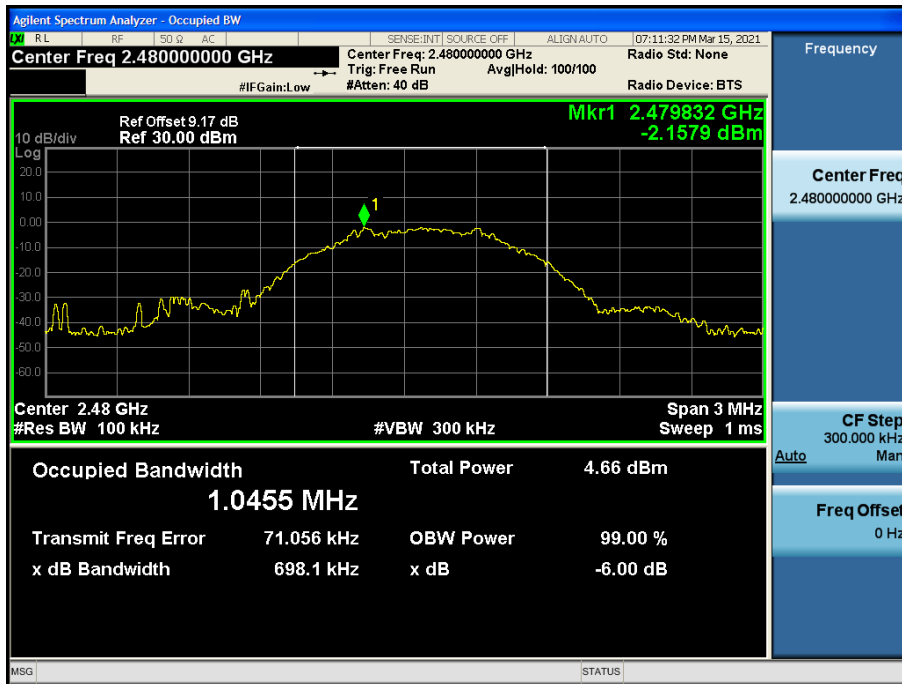 Agilent Spectrum Analyzer - Occupied BW
LXI RL RF 50 Ω AC SENSE:INT SOURCE OFF ALIGN AUTO 07:11:32 PM Mar 15, 2021
Center Freq 2.480000000 GHz
#IFGain:Low
Center Freq: 2.480000000 GHz
Trig: Free Run Avg|Hold: 100/100
#Atten: 40 dB
Radio Std: None
Radio Device: BTS
Mkr1 2.479832 GHz
-2.1579 dBm
Ref Offset 9.17 dB
10 dB/div Ref 30.00 dBm
Log
20.0
10.0
0.00
-10.0
-20.0
-30.0
-40.0
-50.0
-60.0
1
Center 2.48 GHz Span 3 MHz
#Res BW 100 kHz #VBW 300 kHz Sweep 1 ms
Occupied Bandwidth Total Power 4.66 dBm
1.0455 MHz
Transmit Freq Error 71.056 kHz OBW Power 99.00 %
x dB Bandwidth 698.1 kHz x dB -6.00 dB
Frequency
Center Freq
2.480000000 GHz
CF Step
300.000 kHz
Auto Man
Freq Offset
0 Hz
MSG STATUS